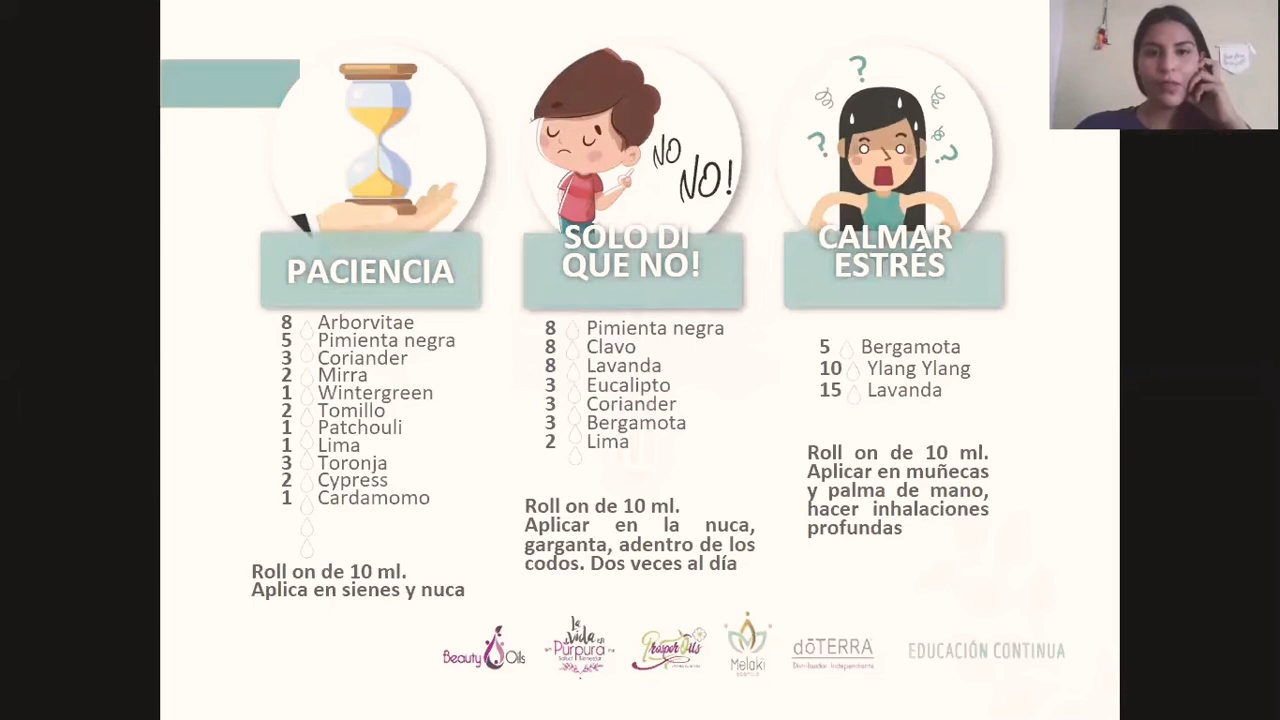 NO
NO!
PACIENCIA
8 Arborvitae
5 Pimienta negra
3 Coriander
2 Mirra
1 Wintergreen
2 Tomillo
1 Patchouli
1 Lima
3 Toronja
2 Cypress
1 Cardamomo
Roll on de 10 ml.
Aplica en sienes y nuca
SOLO DI
QUE NO!
8 Pimienta negra
8 Clavo
8 Lavanda
3 Eucalipto
3 Coriander
3 Bergamota
2 Lima
Roll on de 10 ml.
Aplicar en la nuca,
garganta, adentro de los
codos. Dos veces al día
? ? ?
CALMAR
ESTRÉS
5 Bergamota
10 Ylang Ylang
15 Lavanda
Roll on de 10 ml.
Aplicar en muñecas
y palma de mano,
hacer inhalaciones
profundas
Beauty Oils
la
vida en
Púrpura
Prosper Oils
Melaki
dōTERRA
Distribuidor Independiente
EDUCACIÓN CONTINUA